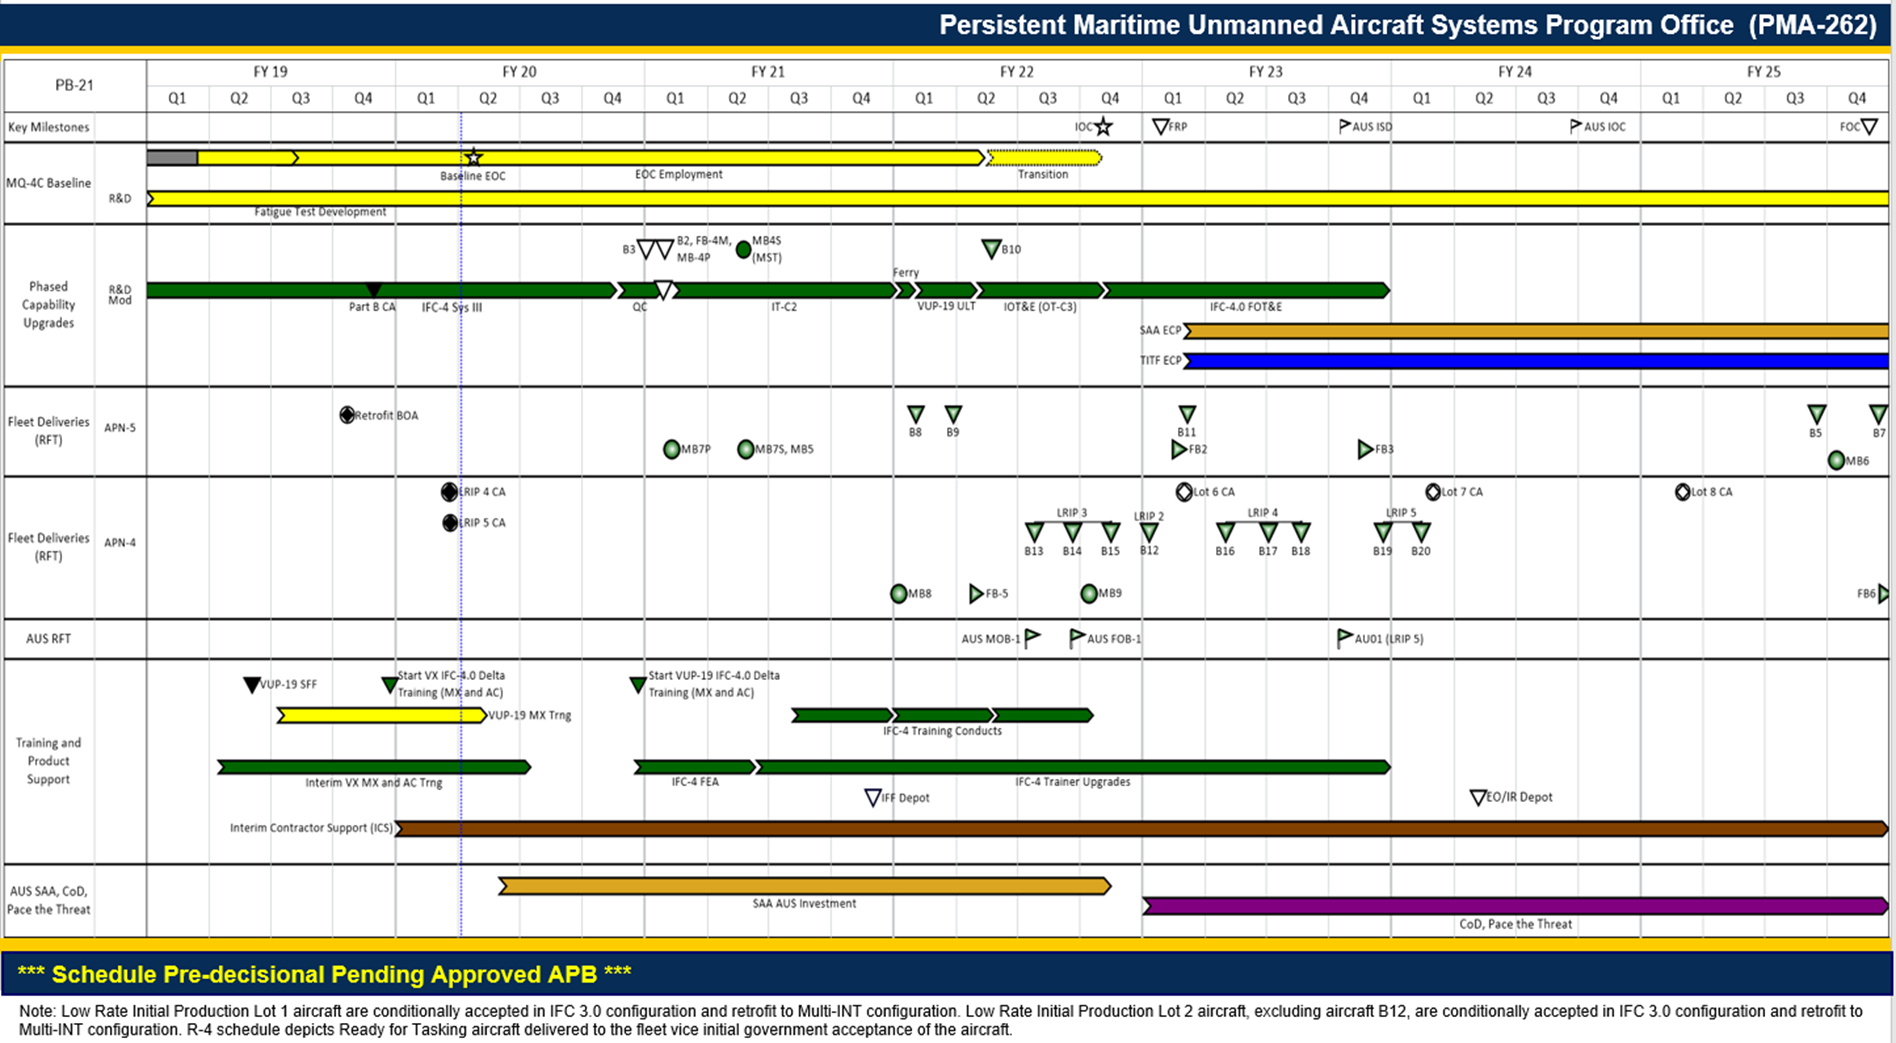 Persistent Maritime Unmanned Aircraft Systems Program Office (PMA-262)
PB-21
FY 19 FY 20 FY 21 FY 22 FY 23 FY 24 FY 25
Q1 Q2 Q3 Q4 Q1 Q2 Q3 Q4 Q1 Q2 Q3 Q4 Q1 Q2 Q3 Q4 Q1 Q2 Q3 Q4 Q1 Q2 Q3 Q4 Q1 Q2 Q3 Q4
Key Milestones
IOC FRP AUS ISD AUS IOC FOC
MQ-4C Baseline
Baseline EOC EOC Employment Transition
R&D
Fatigue Test Development
Phased
Capability
Upgrades
R&D
Mod
B3
B2, FB-4M,
MB-4P
MB4S
(MST)
B10
Ferry
Part B CA IFC-4 Sys III QC IT-C2 VUP-19 ULT IOT&E (OT-C3) IFC-4.0 FOT&E
SAA ECP
TITF ECP
Fleet Deliveries
(RFT)
APN-5
Retrofit BOA
B8 B9 B11 B5 B7
MB7P MB7S, MB5 FB2 FB3 MB6
Fleet Deliveries
(RFT)
APN-4
LRIP 4 CA Lot 6 CA Lot 7 CA Lot 8 CA
LRIP 5 CA
LRIP 3 LRIP 2 LRIP 4 LRIP 5
B13 B14 B15 B12 B16 B17 B18 B19 B20
MB8 FB-5 MB9 FB6
AUS RFT
AUS MOB-1 AUS FOB-1 AU01 (LRIP 5)
Training and
Product
Support
VUP-19 SFF
Start VX IFC-4.0 Delta
Training (MX and AC)
Start VUP-19 IFC-4.0 Delta
Training (MX and AC)
VUP-19 MX Trng
IFC-4 Training Conducts
Interim VX MX and AC Trng IFC-4 FEA IFC-4 Trainer Upgrades
IFF Depot EO/IR Depot
Interim Contractor Support (ICS)
AUS SAA, CoD,
Pace the Threat
SAA AUS Investment
CoD, Pace the Threat
*** Schedule Pre-decisional Pending Approved APB ***
Note: Low Rate Initial Production Lot 1 aircraft are conditionally accepted in IFC 3.0 configuration and retrofit to Multi-INT configuration. Low Rate Initial Production Lot 2 aircraft, excluding aircraft B12, are conditionally accepted in IFC 3.0 configuration and retrofit to
Multi-INT configuration. R-4 schedule depicts Ready for Tasking aircraft delivered to the fleet vice initial government acceptance of the aircraft.